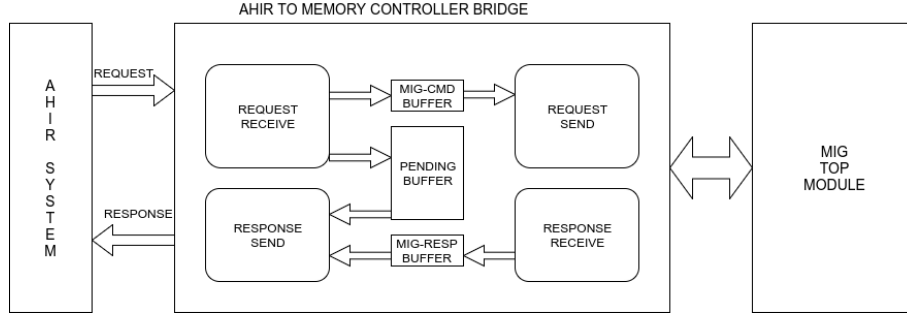 AHIR TO MEMORY CONTROLLER BRIDGE
A
H
I
R
S
Y
S
T
E
M
REQUEST
RESPONSE
REQUEST
RECEIVE
MIG-CMD
BUFFER
REQUEST
SEND
PENDING
BUFFER
RESPONSE
SEND
MIG-RESP
BUFFER
RESPONSE
RECEIVE
MIG
TOP
MODULE